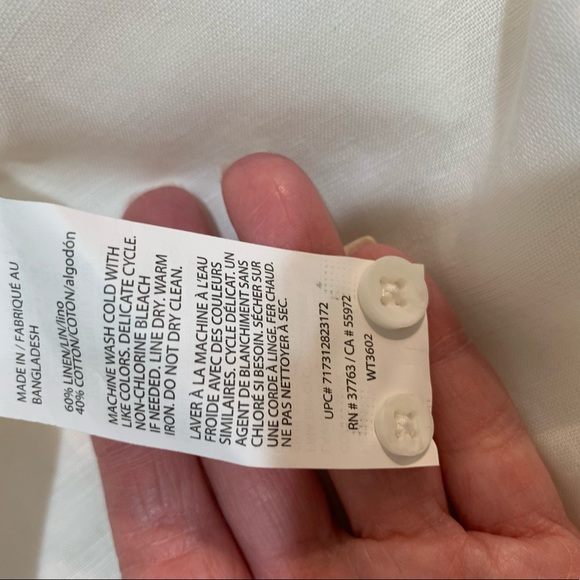 MADE IN / FABRIQUÉ AU
BANGLADESH
60% LINEN/LIN/lino
40% COTTON/COTON/algodón
MACHINE WASH COLD WITH
LIKE COLORS. DELICATE CYCLE.
NON-CHLORINE BLEACH
IF NEEDED. LINE DRY. WARM
IRON. DO NOT DRY CLEAN.
LAVER À LA MACHINE À L'EAU
FROIDE AVEC DES COULEURS
SIMILAIRES. CYCLE DÉLICAT. UN
AGENT DE BLANCHIMENT SANS
CHLORÉ SI BESOIN. SÉCHER SUR
UNE CORDE À LINGE. FER CHAUD.
NE PAS NETTOYER À SEC.
UPC# 717312823172
RN # 37763 / CA # 55972
WT3602